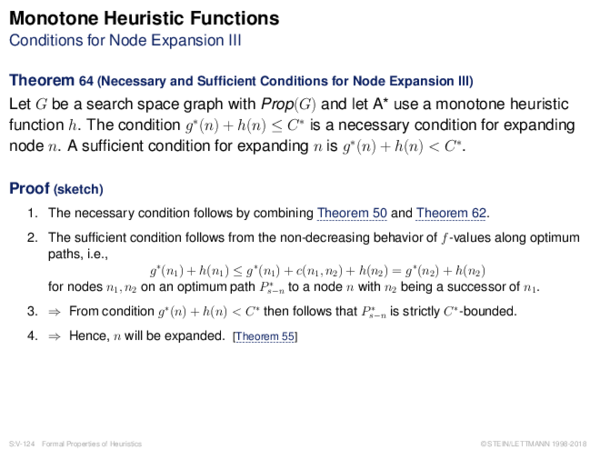 Monotone Heuristic Functions
Conditions for Node Expansion III
Theorem 64 (Necessary and Sufficient Conditions for Node Expansion III)
Let G be a search space graph with Prop(G) and let A* use a monotone heuristic
function h. The condition g*(n) + h(n) ≤ C* is a necessary condition for expanding
node n. A sufficient condition for expanding n is g*(n) + h(n) < C*.
Proof (sketch)
1. The necessary condition follows by combining Theorem 50 and Theorem 62.
2. The sufficient condition follows from the non-decreasing behavior of f-values along optimum
paths, i.e.,
g*(n₁) + h(n₁) ≤ g*(n₁) + c(n₁, n₂) + h(n₂) = g*(n₂) + h(n₂)
for nodes n₁, n₂ on an optimum path P*ₛ₋ₙ to a node n with n₂ being a successor of n₁.
3. ⇒ From condition g*(n) + h(n) < C* then follows that P*ₛ₋ₙ is strictly C*-bounded.
4. ⇒ Hence, n will be expanded. [Theorem 55]
S:V-124 Formal Properties of Heuristics
©STEIN/LETTMANN 1998-2018